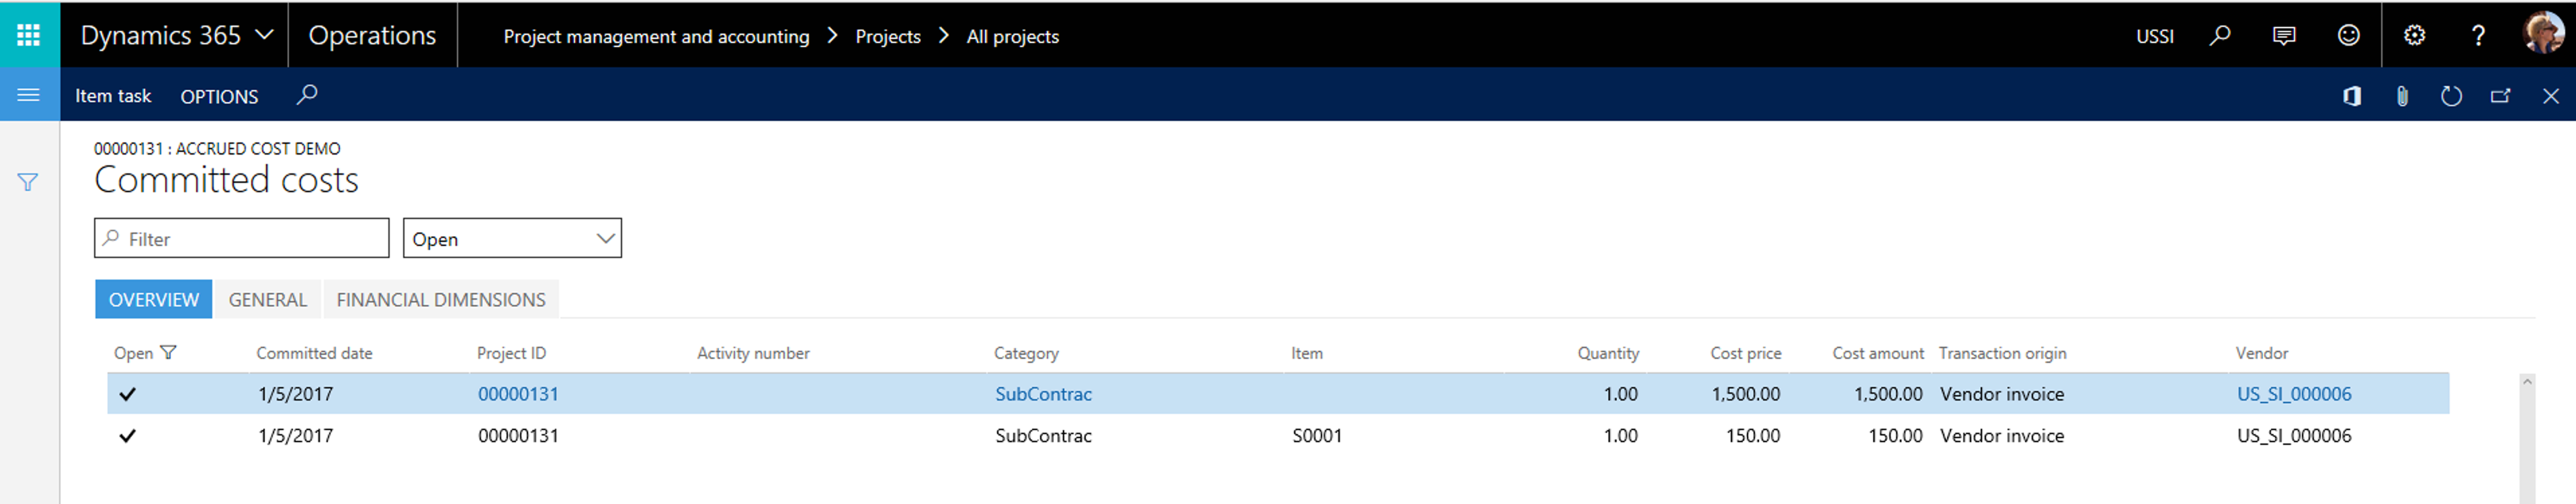 Dynamics 365 Operations Project management and accounting > Projects > All projects USSI ?
Item task OPTIONS
00000131 : ACCRUED COST DEMO
Committed costs
Filter Open
OVERVIEW GENERAL FINANCIAL DIMENSIONS
Open Committed date Project ID Activity number Category Item Quantity Cost price Cost amount Transaction origin Vendor
1/5/2017 00000131 SubContrac 1.00 1,500.00 1,500.00 Vendor invoice US_SI_000006
1/5/2017 00000131 SubContrac S0001 1.00 150.00 150.00 Vendor invoice US_SI_000006